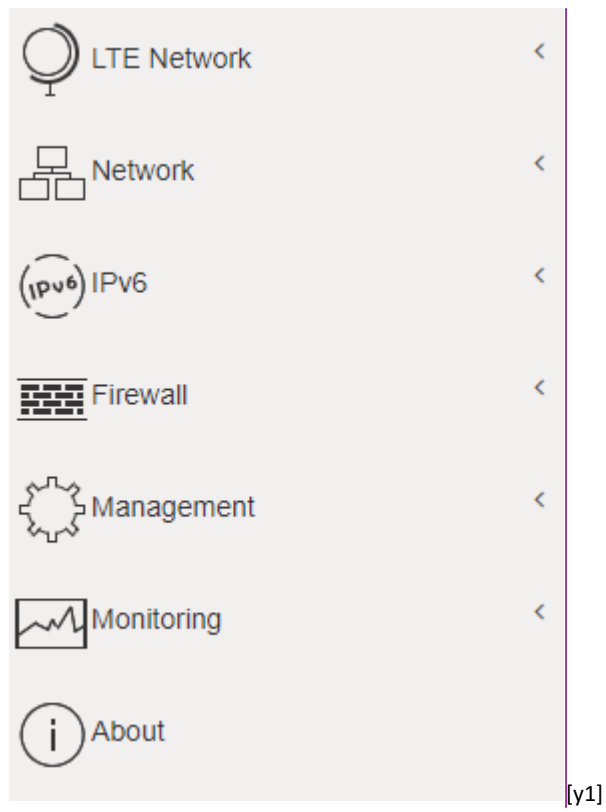 LTE Network
Network
IPv6 IPv6
Firewall
Management
Monitoring
i About
[y1]